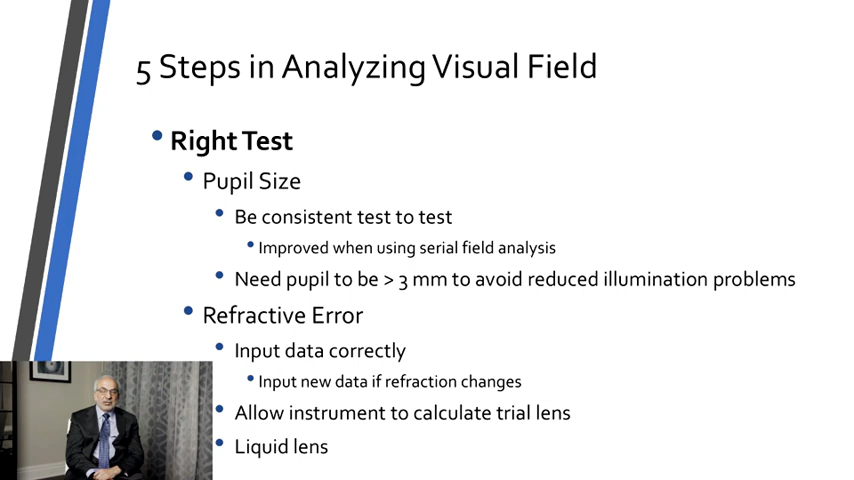 5 Steps in Analyzing Visual Field
• Right Test
• Pupil Size
• Be consistent test to test
• Improved when using serial field analysis
• Need pupil to be > 3 mm to avoid reduced illumination problems
• Refractive Error
• Input data correctly
• Input new data if refraction changes
• Allow instrument to calculate trial lens
• Liquid lens